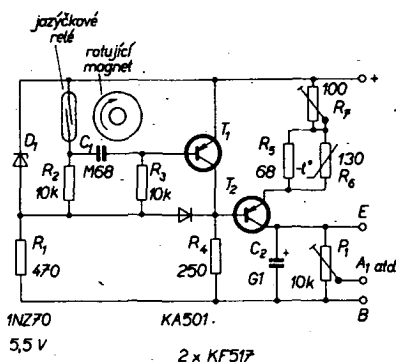 jazýčkové
relé
rotující
magnet
+
100
R7
D1
C1
M68
T1
R2
10k
R3
10k
T2
R5
68
-t°
130
R6
E
R1
470
R4
250
C2
+
G1
P1
10k
A1 atd.
B
1NZ70
5,5 V
KA501
2 x KF517